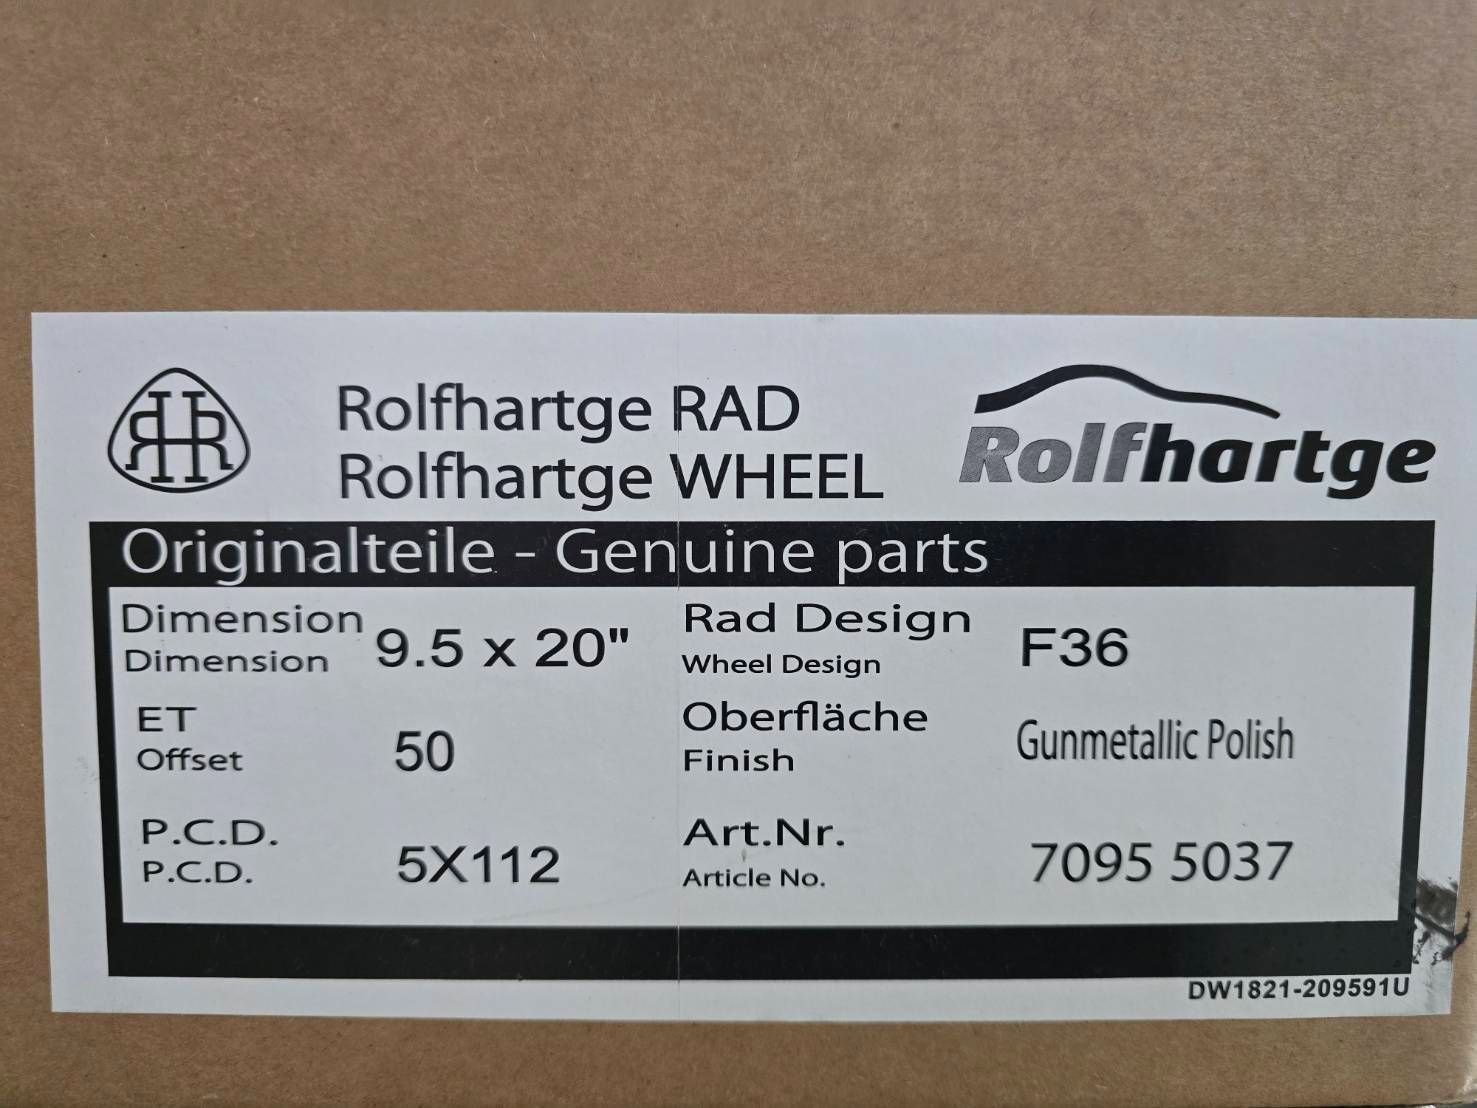 Rolfhartge RAD
Rolfhartge WHEEL
Rolfhartge
Originalteile - Genuine parts
Dimension
Dimension
9.5 x 20"
Rad Design
Wheel Design
F36
ET
Offset
50
Oberfläche
Finish
Gunmetallic Polish
P.C.D.
P.C.D.
5X112
Art.Nr.
Article No.
7095 5037
DW1821-209591U